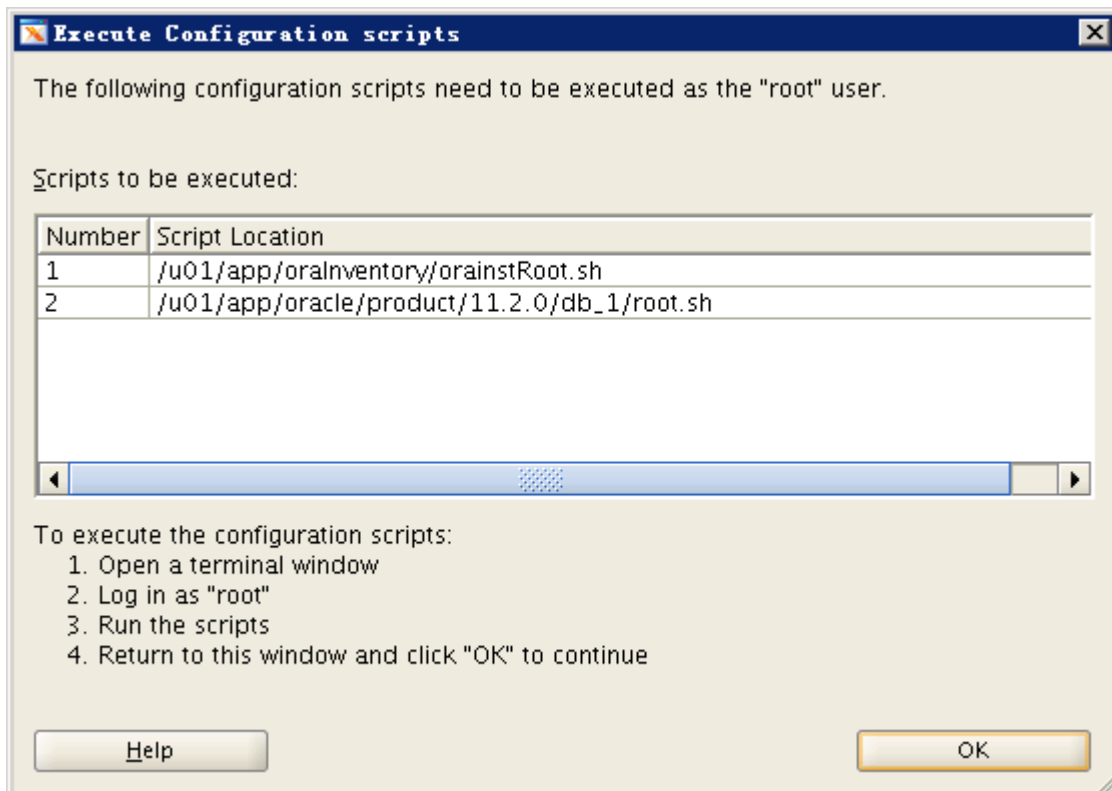 Execute Configuration scripts
The following configuration scripts need to be executed as the "root" user.
Scripts to be executed:
Number Script Location
1 /u01/app/oraInventory/orainstRoot.sh
2 /u01/app/oracle/product/11.2.0/db_1/root.sh
To execute the configuration scripts:
1. Open a terminal window
2. Log in as "root"
3. Run the scripts
4. Return to this window and click "OK" to continue
Help OK